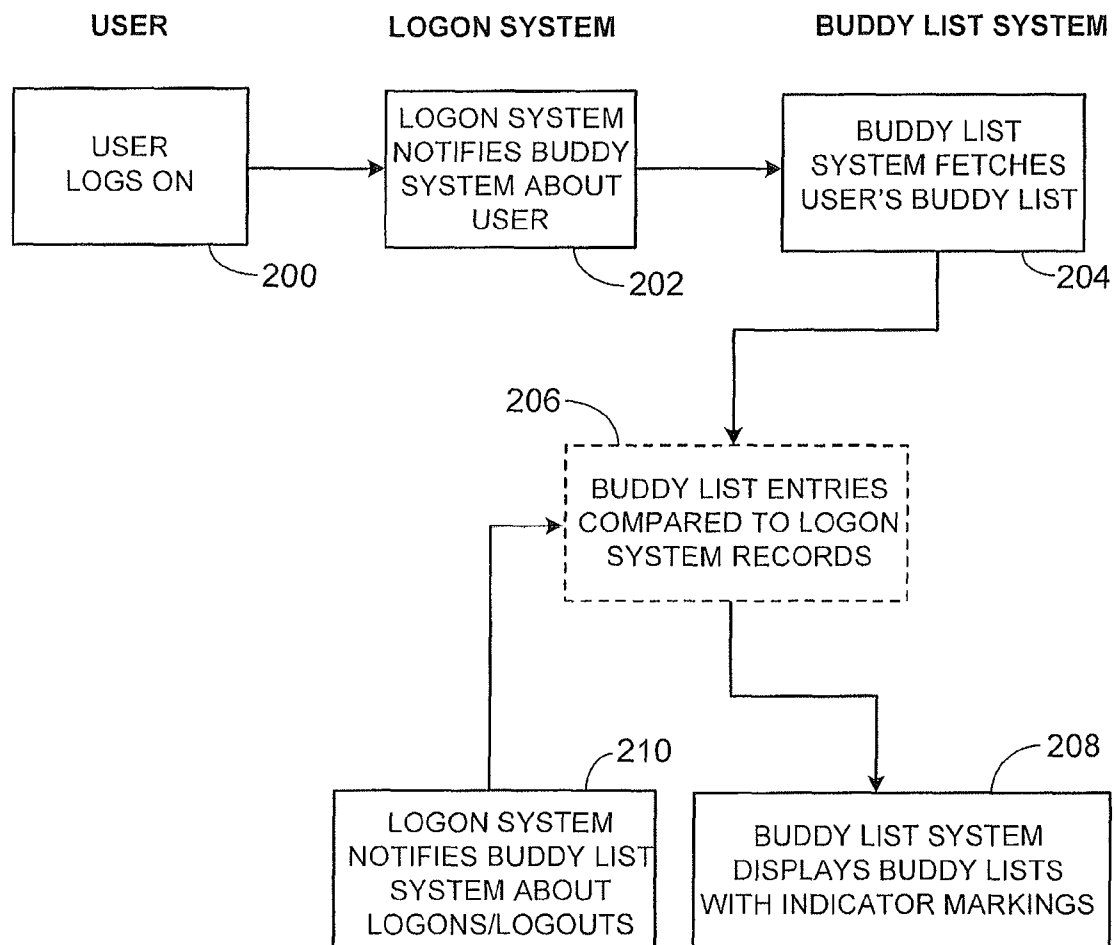 USER
LOGON SYSTEM
BUDDY LIST SYSTEM
USER
LOGS ON
200
LOGON SYSTEM
NOTIFIES BUDDY
SYSTEM ABOUT
USER
202
BUDDY LIST
SYSTEM FETCHES
USER'S BUDDY LIST
204
206
BUDDY LIST ENTRIES
COMPARED TO LOGON
SYSTEM RECORDS
210
LOGON SYSTEM
NOTIFIES BUDDY LIST
SYSTEM ABOUT
LOGONS/LOGOUTS
208
BUDDY LIST SYSTEM
DISPLAYS BUDDY LISTS
WITH INDICATOR MARKINGS